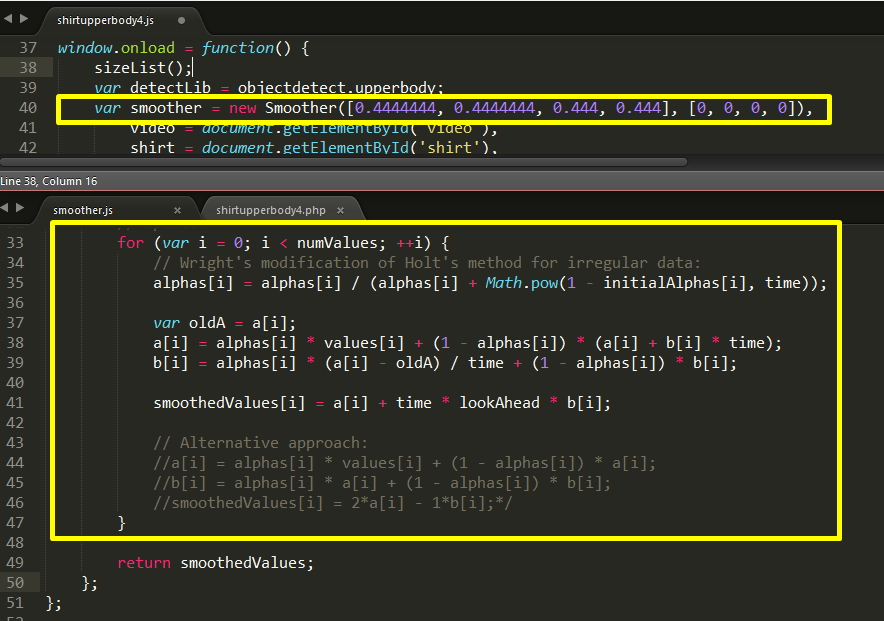 shirtupperbody4.js
37 window.onload = function() {
38 sizeList();
39 var detectLib = objectdetect.upperbody;
40 var smoother = new Smoother([0.4444444, 0.4444444, 0.444, 0.444], [0, 0, 0, 0]),
41 video = document.getElementById('video'),
42 shirt = document.getElementById('shirt'),
Line 38, Column 16
smoother.js × shirtupperbody4.php ×
33 for (var i = 0; i < numValues; ++i) {
34 // Wright's modification of Holt's method for irregular data:
35 alphas[i] = alphas[i] / (alphas[i] + Math.pow(1 - initialAlphas[i], time));
36
37 var oldA = a[i];
38 a[i] = alphas[i] * values[i] + (1 - alphas[i]) * (a[i] + b[i] * time);
39 b[i] = alphas[i] * (a[i] - oldA) / time + (1 - alphas[i]) * b[i];
40
41 smoothedValues[i] = a[i] + time * lookAhead * b[i];
42
43 // Alternative approach:
44 //a[i] = alphas[i] * values[i] + (1 - alphas[i]) * a[i];
45 //b[i] = alphas[i] * a[i] + (1 - alphas[i]) * b[i];
46 //smoothedValues[i] = 2*a[i] - 1*b[i];*/
47 }
48
49 return smoothedValues;
50 };
51 };